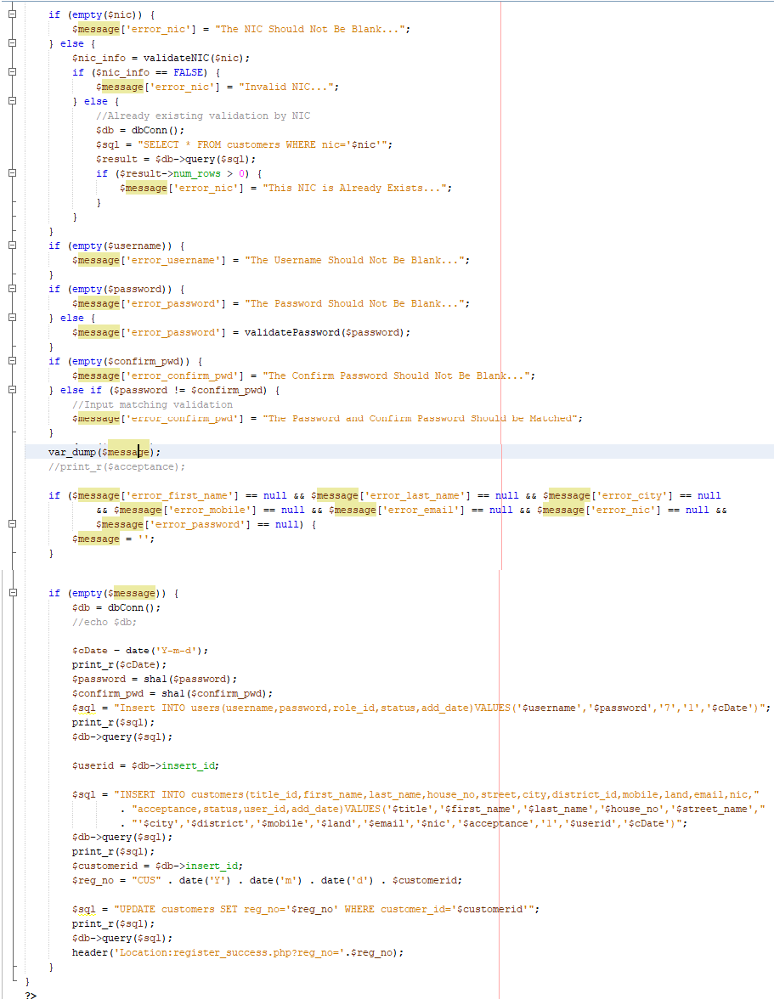 if (empty($nic)) {
$message['error_nic'] = "The NIC Should Not Be Blank...";
} else {
$nic_info = validateNIC($nic);
if ($nic_info == FALSE) {
$message['error_nic'] = "Invalid NIC...";
} else {
//Already existing validation by NIC
$db = dbConn();
$sql = "SELECT * FROM customers WHERE nic='$nic'";
$result = $db->query($sql);
if ($result->num_rows > 0) {
$message['error_nic'] = "This NIC is Already Exists...";
}
}
}
if (empty($username)) {
$message['error_username'] = "The Username Should Not Be Blank...";
}
if (empty($password)) {
$message['error_password'] = "The Password Should Not Be Blank...";
} else {
$message['error_password'] = validatePassword($password);
}
if (empty($confirm_pwd)) {
$message['error_confirm_pwd'] = "The Confirm Password Should Not Be Blank...";
} else if ($password != $confirm_pwd) {
//Input matching validation
$message['error_confirm_pwd'] = "The Password and Confirm Password Should be Matched";
}
var_dump($message);
//print_r($acceptance);
if ($message['error_first_name'] == null && $message['error_last_name'] == null && $message['error_city'] == null
&& $message['error_mobile'] == null && $message['error_email'] == null && $message['error_nic'] == null &&
$message['error_password'] == null) {
$message = '';
}
if (empty($message)) {
$db = dbConn();
//echo $db;
$cDate = date('Y-m-d');
print_r($cDate);
$password = sha1($password);
$confirm_pwd = sha1($confirm_pwd);
$sql = "Insert INTO users(username,password,role_id,status,add_date)VALUES('$username','$password','7','1','$cDate')";
print_r($sql);
$db->query($sql);
$userid = $db->insert_id;
$sql = "INSERT INTO customers(title_id,first_name,last_name,house_no,street,city,district_id,mobile,land,email,nic,"
. "acceptance,status,user_id,add_date)VALUES('$title','$first_name','$last_name','$house_no','$street_name',"
. "'$city','$district','$mobile','$land','$email','$nic','$acceptance','1','$userid','$cDate')";
$db->query($sql);
print_r($sql);
$customerid = $db->insert_id;
$reg_no = "CUS" . date('Y') . date('m') . date('d') . $customerid;
$sql = "UPDATE customers SET reg_no='$reg_no' WHERE customer_id='$customerid'";
print_r($sql);
$db->query($sql);
header('Location:register_success.php?reg_no='.$reg_no);
}
}
?>